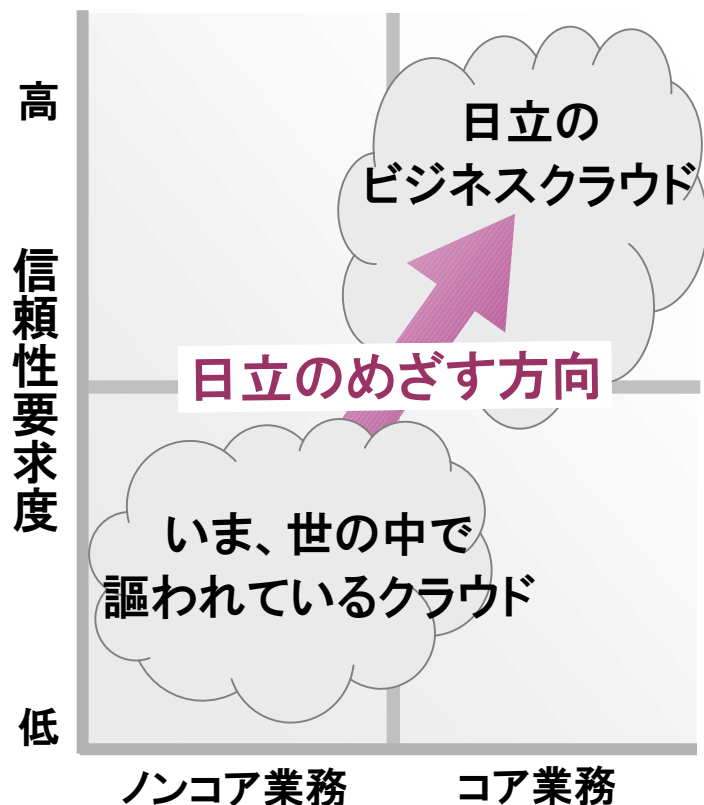 高
日立の
ビジネスクラウド
信頼性要求度
日立のめざす方向
いま、世の中で
謳われているクラウド
低
ノンコア業務
コア業務